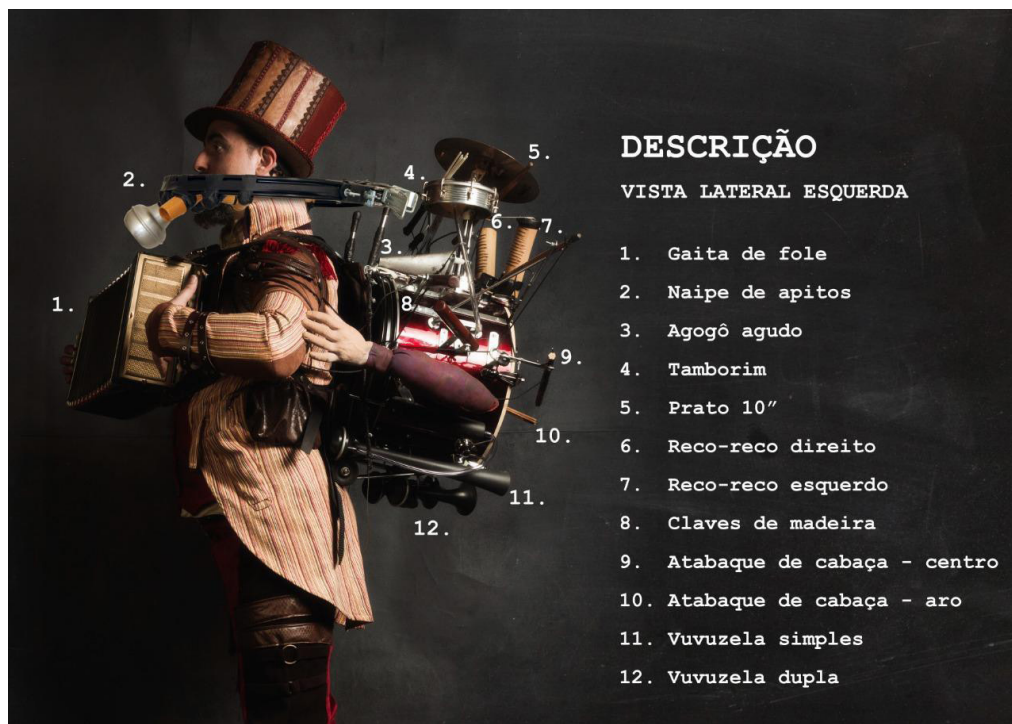 DESCRIÇÃO
VISTA LATERAL ESQUERDA
1. Gaita de fole
2. Naipe de apitos
3. Agogô agudo
4. Tamborim
5. Prato 10”
6. Reco-reco direito
7. Reco-reco esquerdo
8. Claves de madeira
9. Atabaque de cabaça - centro
10. Atabaque de cabaça - aro
11. Vuvuzela simples
12. Vuvuzela dupla
5.
4.
2.
6.
7.
3.
1.
8
9.
10.
11.
12.